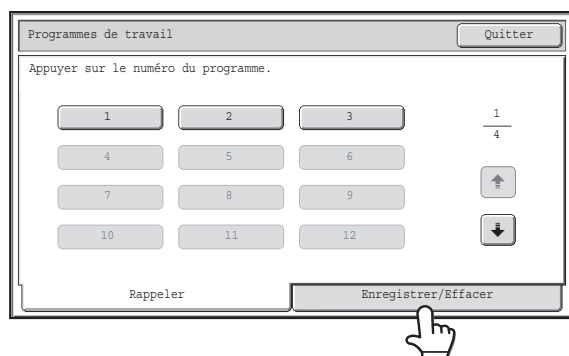 Programmes de travail Quitter
Appuyer sur le numéro du programme.
1 2 3 1
4
4 5 6
7 8 9
10 11 12
Rappeler Enregistrer/Effacer